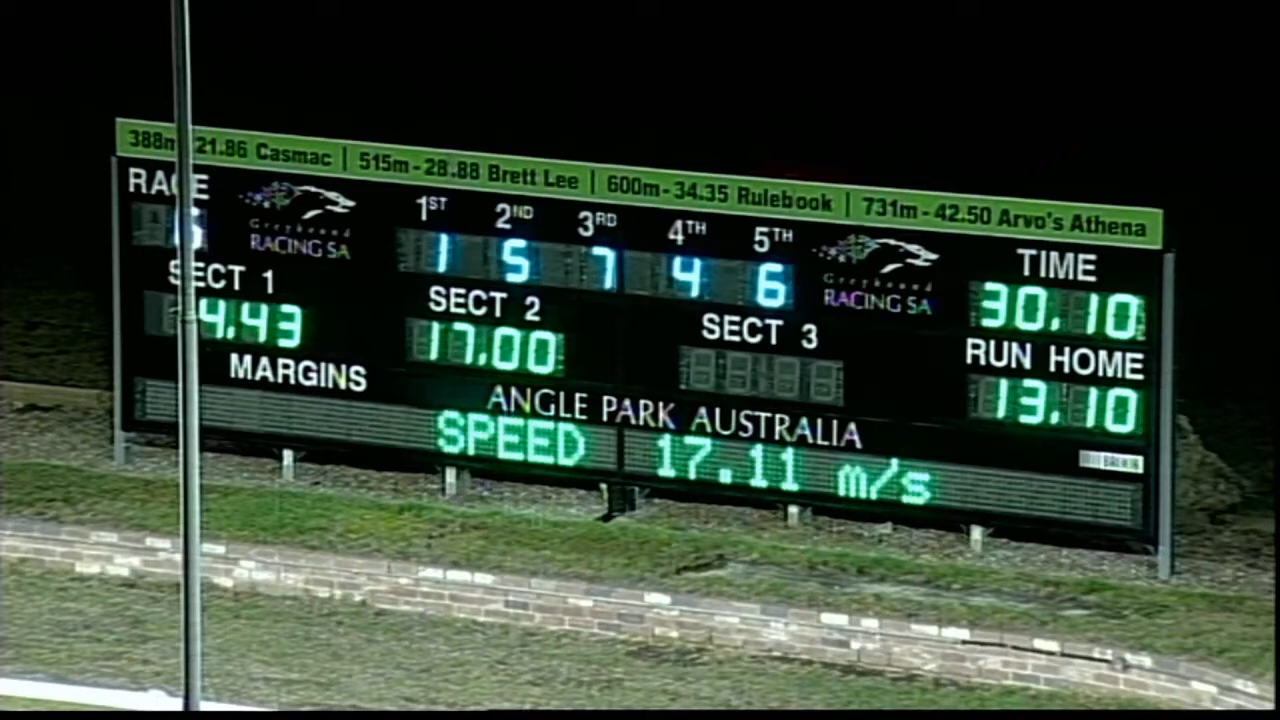 388m-21.86 Casmac | 515m-28.88 Brett Lee | 600m-34.35 Rulebook | 731m-42.50 Arvo's Athena
RACE
Greyhound
RACING SA
1ST 2ND 3RD 4TH 5TH
1 5 7 4 6
Greyhound
RACING SA
TIME
30.10
SECT 1
4.43
SECT 2
17.00
SECT 3
RUN HOME
13.10
MARGINS
ANGLE PARK AUSTRALIA
SPEED 17.11 m/s